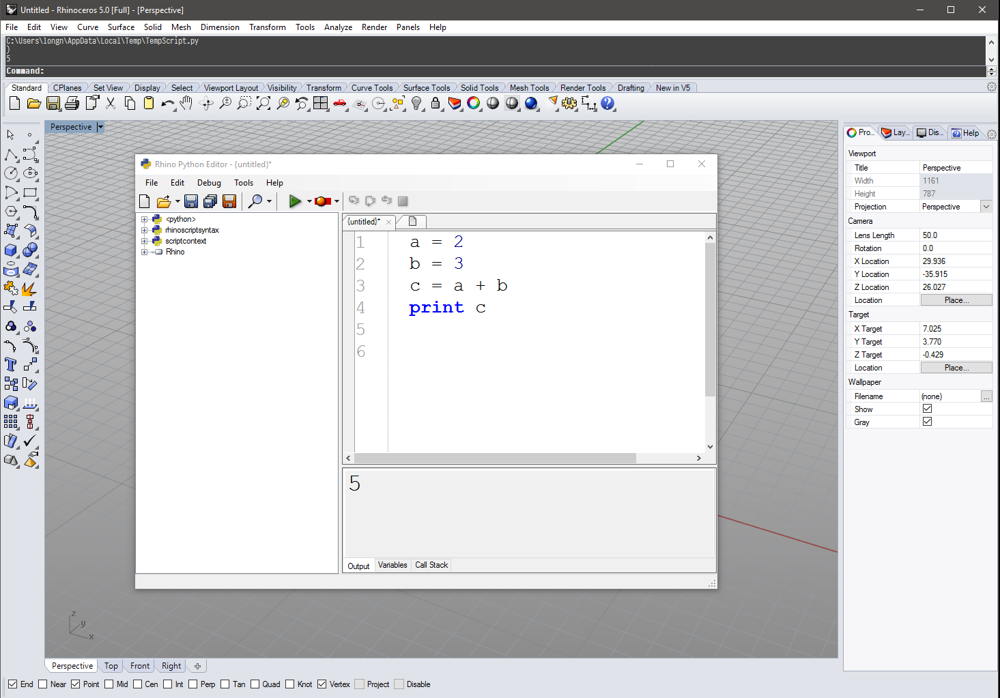 Untitled - Rhinoceros 5.0 [Full] - [Perspective]
File Edit View Curve Surface Solid Mesh Dimension Transform Tools Analyze Render Panels Help
C:\Users\longn\AppData\Local\Temp\TempScript.py
)
5
Command:
Standard CPlanes Set View Display Select Viewport Layout Visibility Transform Curve Tools Surface Tools Solid Tools Mesh Tools Render Tools Drafting New in V5
Perspective
Rhino Python Editor - {untitled}*
File Edit Debug Tools Help
<python>
rhinoscriptsyntax
scriptcontext
Rhino
{untitled}*
1 a = 2
2 b = 3
3 c = a + b
4 print c
5
6
5
Output Variables Call Stack
z
y
x
Pro... Lay... Dis... Help
Viewport
Title Perspective
Width 1161
Height 787
Projection Perspective
Camera
Lens Length 50.0
Rotation 0.0
X Location 29.936
Y Location -35.915
Z Location 26.027
Location Place...
Target
X Target 7.025
Y Target 3.770
Z Target -0.429
Location Place...
Wallpaper
Filename (none) ...
Show
Gray
Perspective Top Front Right
End Near Point Mid Cen Int Perp Tan Quad Knot Vertex Project Disable